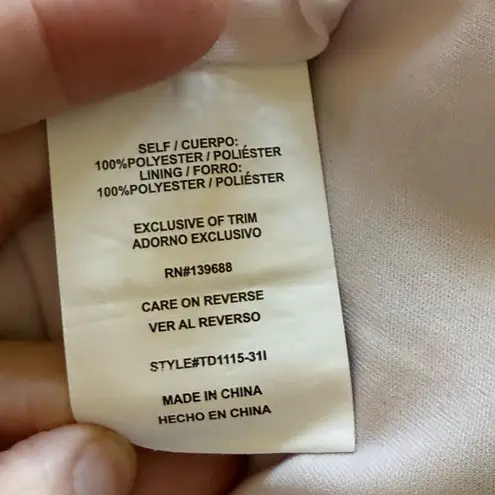 SELF / CUERPO:
100%POLYESTER / POLIÉSTER
LINING / FORRO:
100%POLYESTER / POLIÉSTER
EXCLUSIVE OF TRIM
ADORNO EXCLUSIVO
RN#139688
CARE ON REVERSE
VER AL REVERSO
STYLE#TD1115-31I
MADE IN CHINA
HECHO EN CHINA